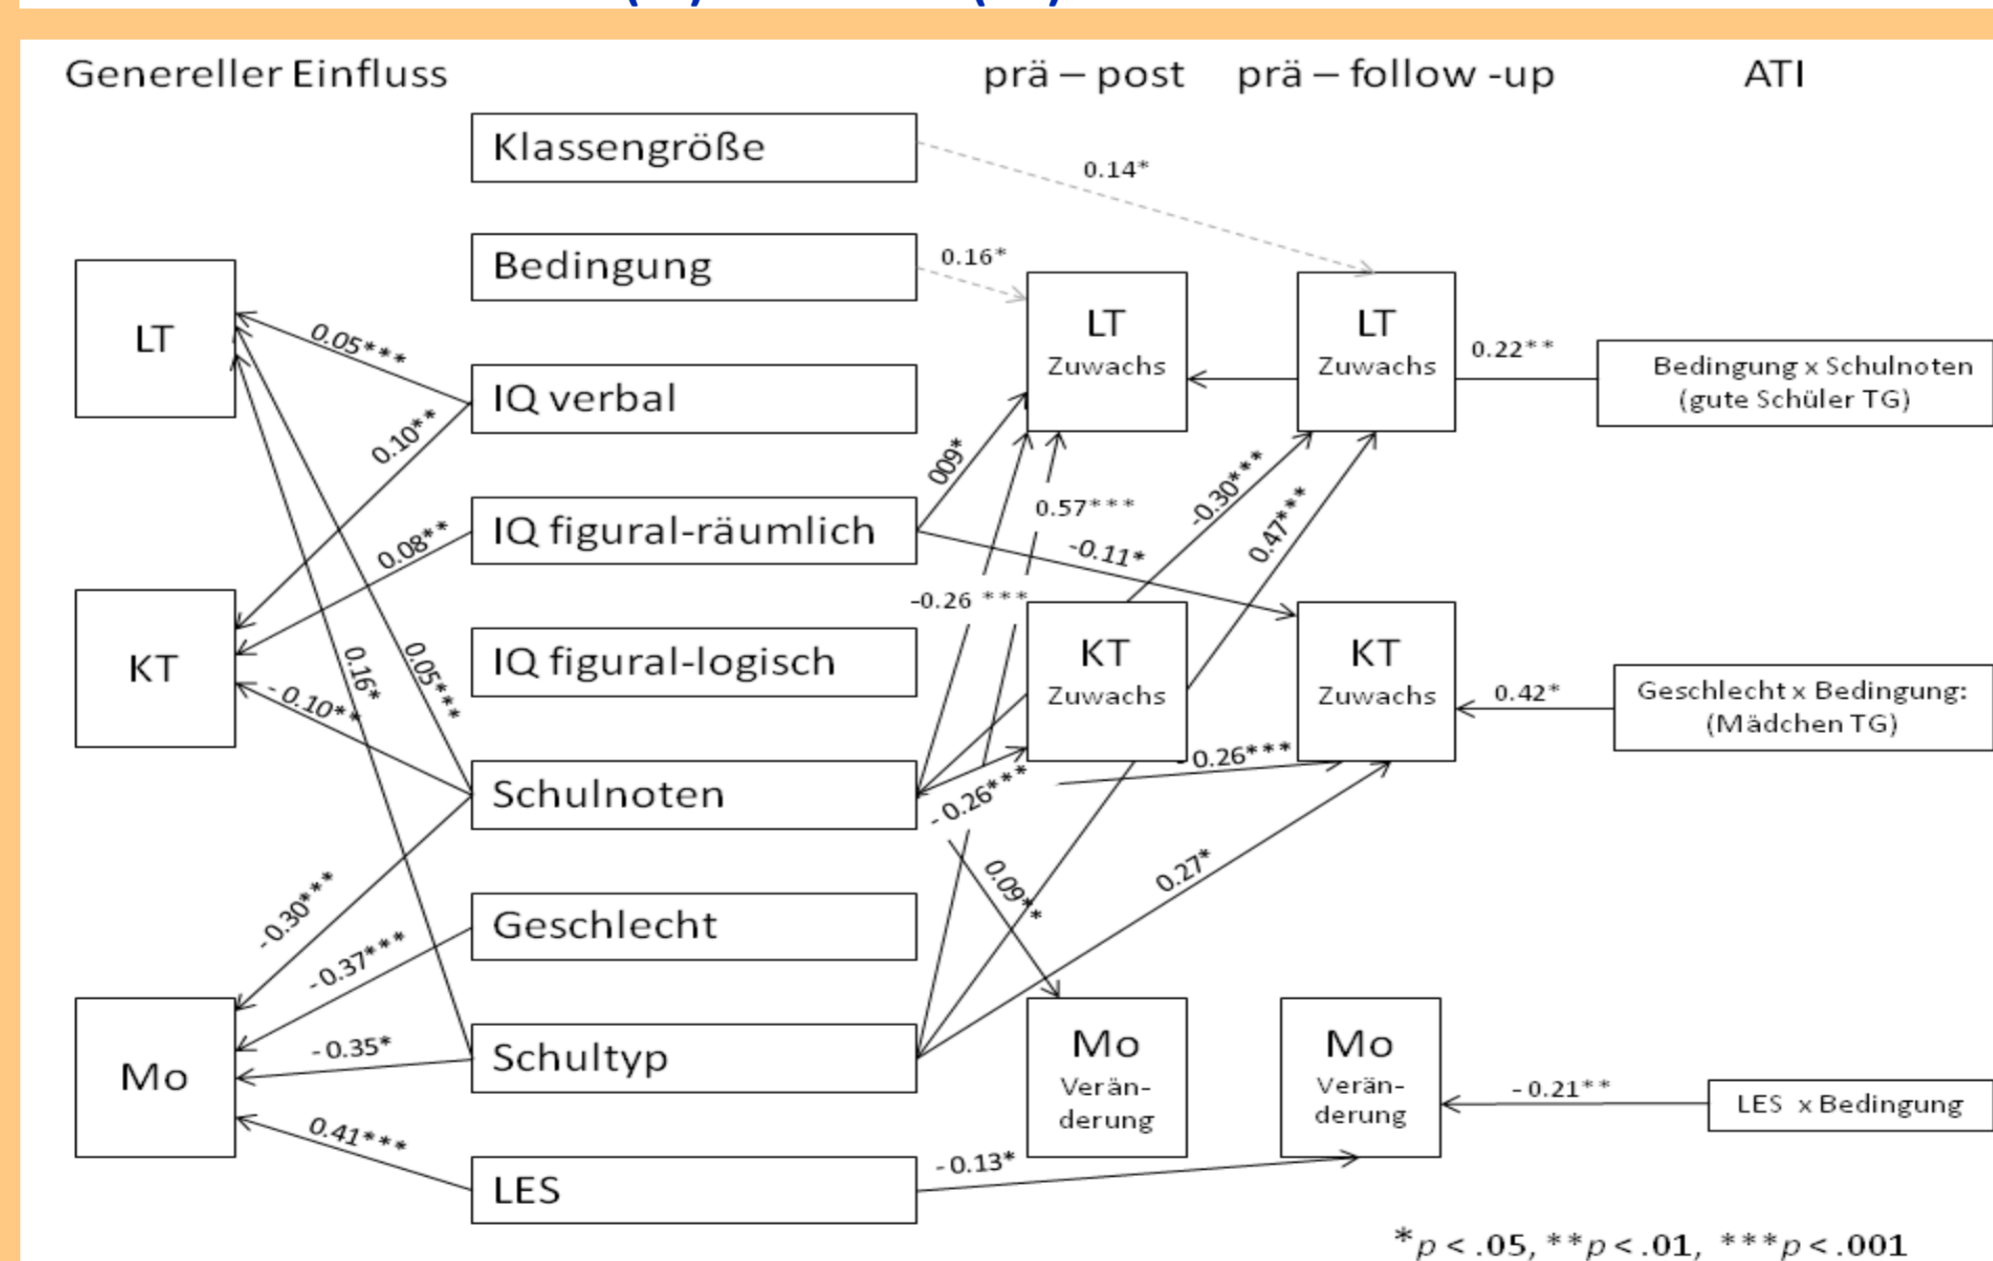 Genereller Einfluss
prä – post
prä – follow -up
ATI
Klassengröße
0.14*
Bedingung
0.16*
LT
0.05***
LT
Zuwachs
LT
Zuwachs
0.22**
Bedingung x Schulnoten
(gute Schüler TG)
IQ verbal
0.10**
009*
-0.30***
0.57***
0.47***
IQ figural-räumlich
0.08**
-0.11*
-0.26 ***
KT
IQ figural-logisch
KT
Zuwachs
KT
Zuwachs
0.42*
Geschlecht x Bedingung:
(Mädchen TG)
0.16*
0.05***
- 0.10**
Schulnoten
- 0.26***
- 0.26***
0.09**
0.27*
-0.30***
Geschlecht
- 0.37***
Mo
- 0.35*
Schultyp
Mo
Verän-
derung
Mo
Verän-
derung
- 0.21**
LES x Bedingung
0.41***
LES
- 0.13*
*p < .05, **p < .01, ***p < .001